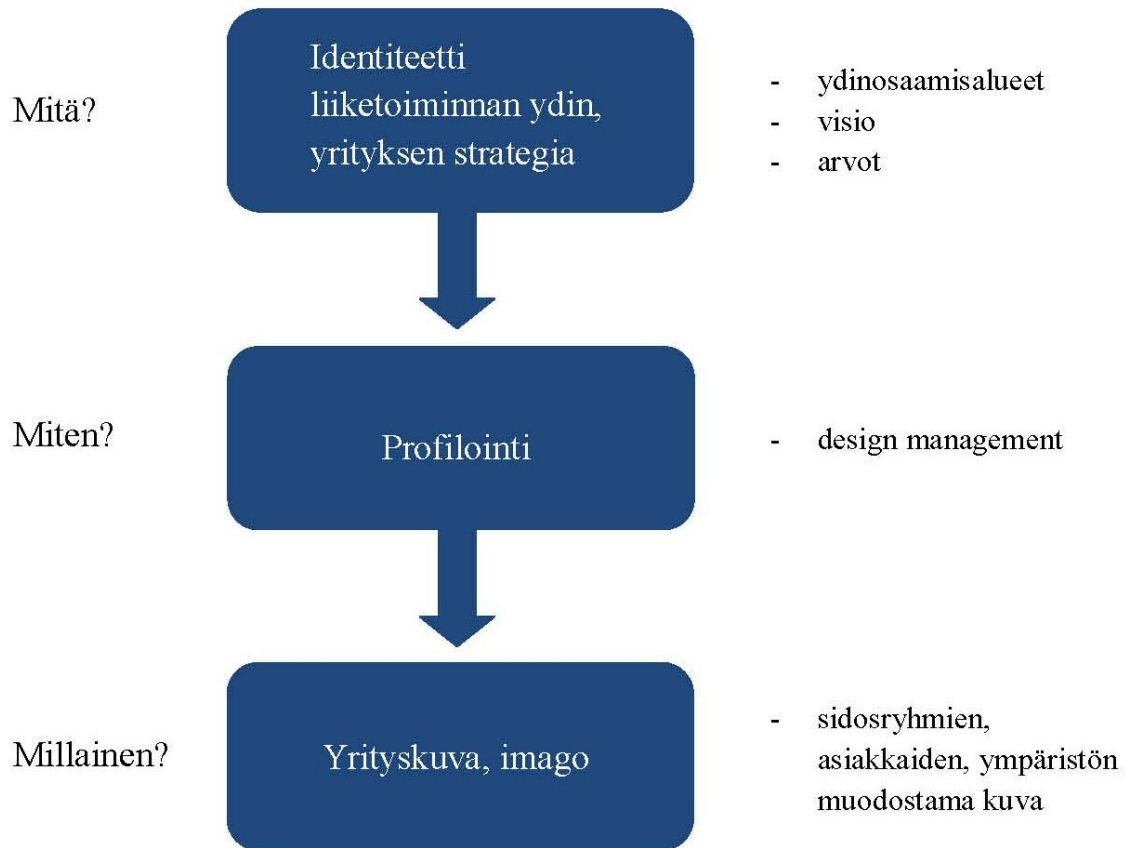 Mitä?
Identiteetti
liiketoiminnan ydin,
yrityksen strategia
- ydinosaamisalueet
- visio
- arvot
Miten?
Profilointi
- design management
Millainen?
Yrityskuva, imago
- sidosryhmien,
asiakkaiden, ympäristön
muodostama kuva